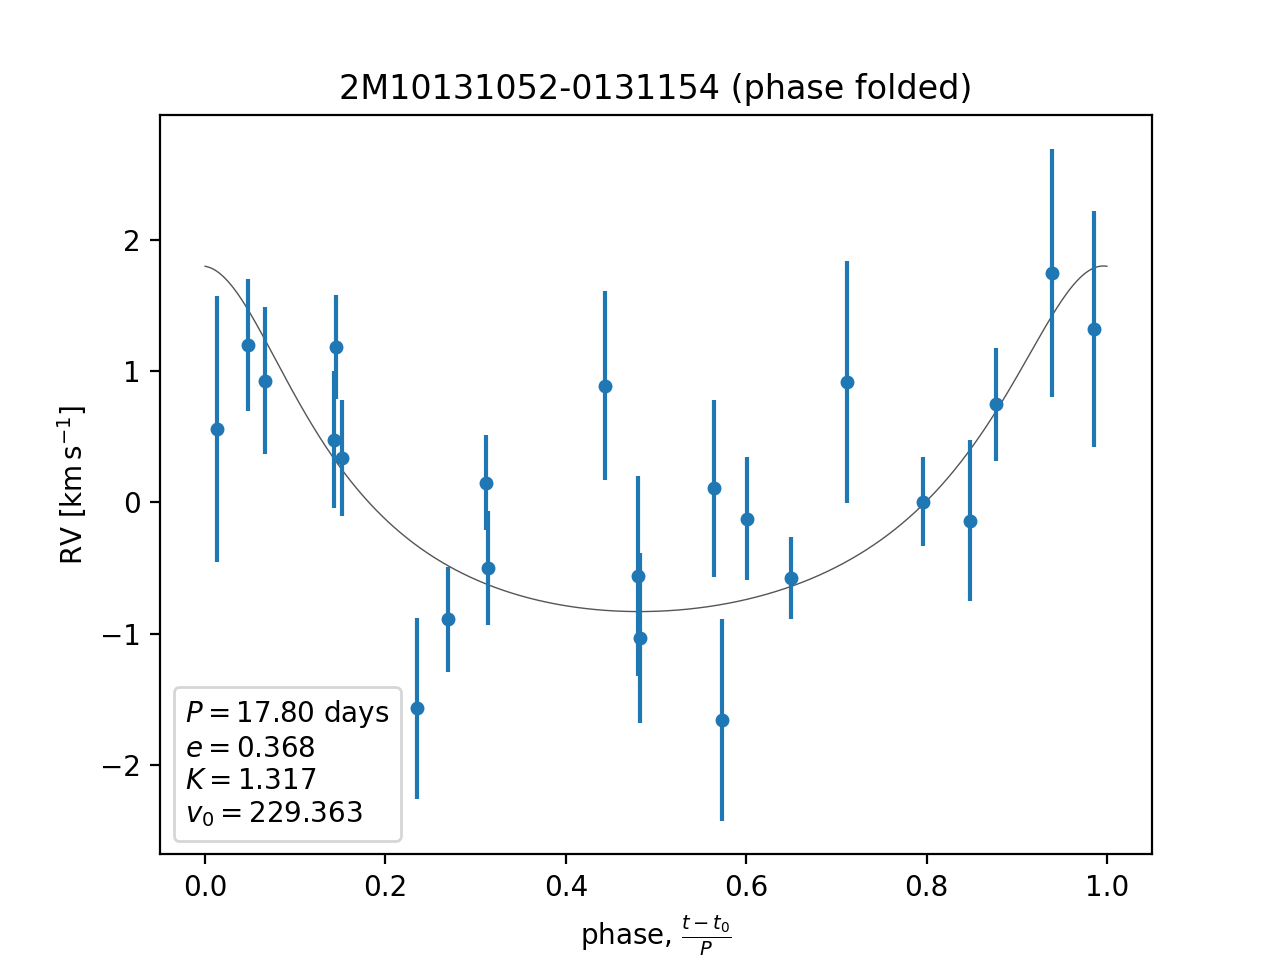 2M10131052-0131154 (phase folded)
RV [km s⁻¹]
2
1
0
−1
−2
P = 17.80 days
e = 0.368
K = 1.317
v₀ = 229.363
0.0 0.2 0.4 0.6 0.8 1.0
phase, (t − t₀)/P